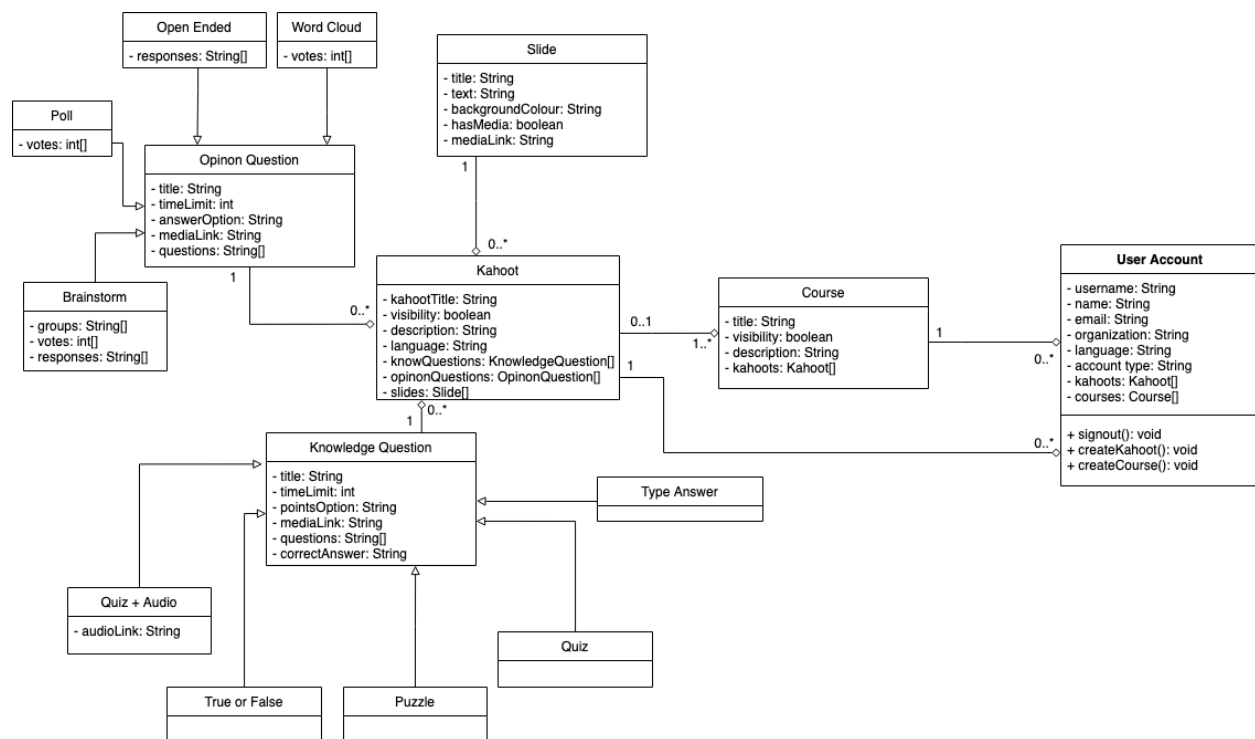 Open Ended
- responses: String[]
Word Cloud
- votes: int[]
Slide
- title: String
- text: String
- backgroundColour: String
- hasMedia: boolean
- mediaLink: String
1
0..*
Poll
- votes: int[]
Opinon Question
- title: String
- timeLimit: int
- answerOption: String
- mediaLink: String
- questions: String[]
1
0..*
Brainstorm
- groups: String[]
- votes: int[]
- responses: String[]
Kahoot
- kahootTitle: String
- visibility: boolean
- description: String
- language: String
- knowQuestions: KnowledgeQuestion[]
- opinonQuestions: OpinonQuestion[]
- slides: Slide[]
0..1
1..*
1
0..*
Course
- title: String
- visibility: boolean
- description: String
- kahoots: Kahoot[]
1
0..*
User Account
- username: String
- name: String
- email: String
- organization: String
- language: String
- account type: String
- kahoots: Kahoot[]
- courses: Course[]
+ signout(): void
+ createKahoot(): void
+ createCourse(): void
0..*
1
Knowledge Question
- title: String
- timeLimit: int
- pointsOption: String
- mediaLink: String
- questions: String[]
- correctAnswer: String
Type Answer
Quiz + Audio
- audioLink: String
Quiz
True or False
Puzzle